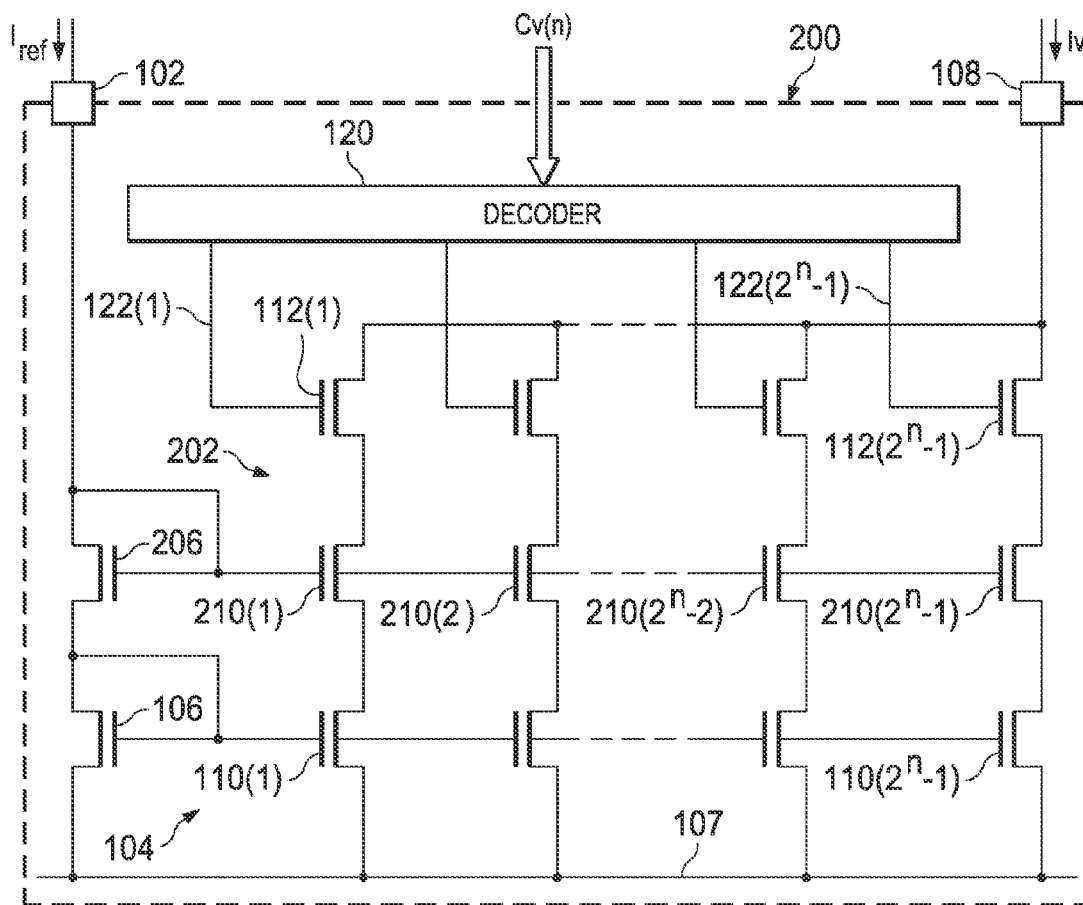 Iref
Cv(n)
200
Iv
102
108
120
DECODER
122(1)
112(1)
122(2^n-1)
202
112(2^n-1)
206
210(1)
210(2)
210(2^n-2)
210(2^n-1)
106
110(1)
110(2^n-1)
104
107